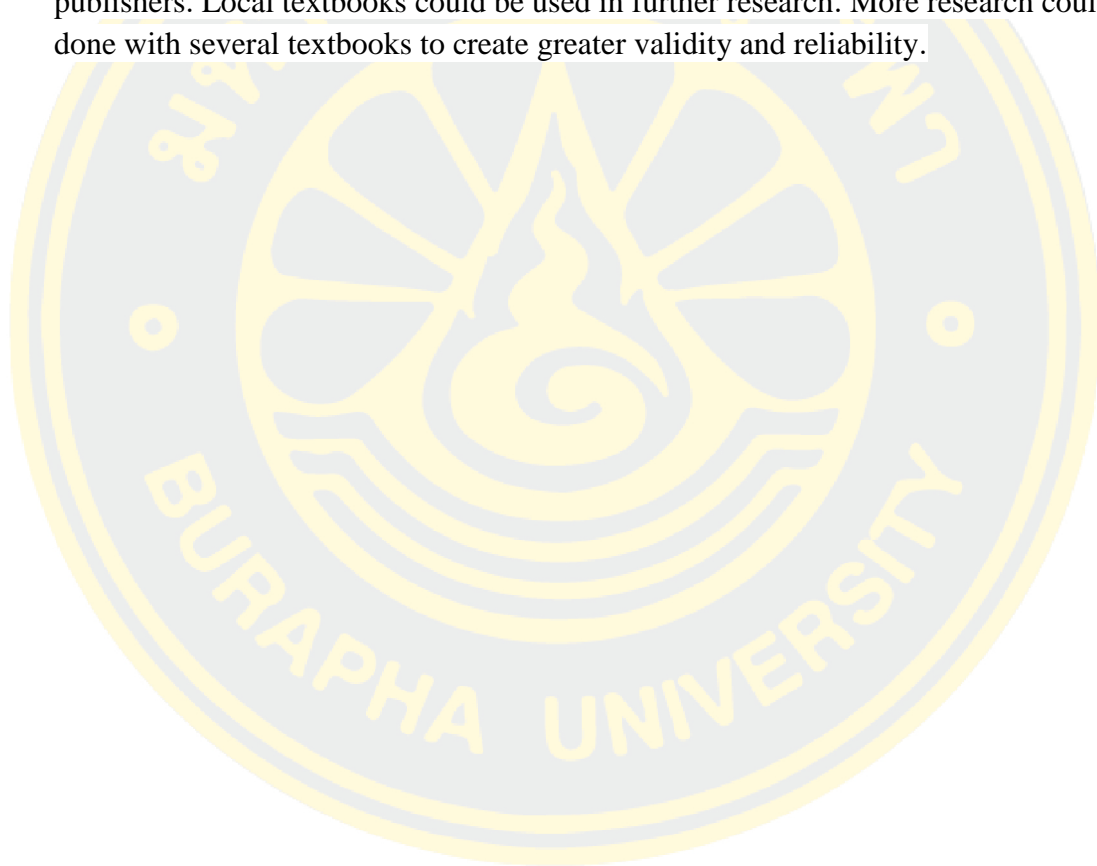 publishers. Local textbooks could be used in further research. More research coul
done with several textbooks to create greater validity and reliability.
BURAPHA UNIVERSITY